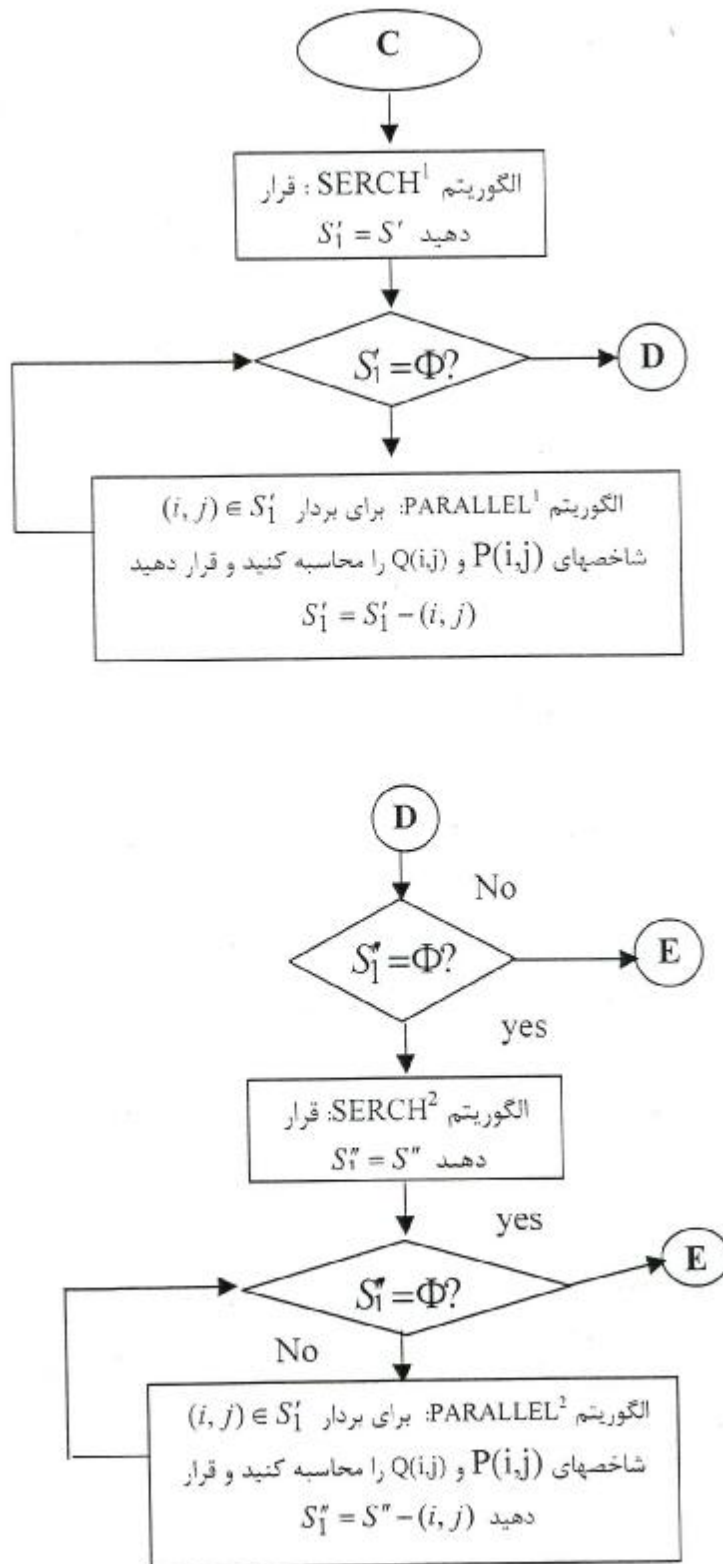 C
الگوریتم SERCH¹ : قرار
دهید S′₁ = S′
S′₁ = Φ?
D
الگوریتم PARALLEL¹: برای بردار (i, j) ∈ S′₁
شاخصهای P(i,j) و Q(i,j) را محاسبه کنید و قرار دهید
S′₁ = S′₁ − (i, j)
D
No
S″₁ = Φ?
E
yes
الگوریتم SERCH²: قرار
دهید S″₁ = S″
yes
S″₁ = Φ?
E
No
الگوریتم PARALLEL²: برای بردار (i, j) ∈ S′₁
شاخصهای P(i,j) و Q(i,j) را محاسبه کنید و قرار
دهید S″₁ = S″ − (i, j)